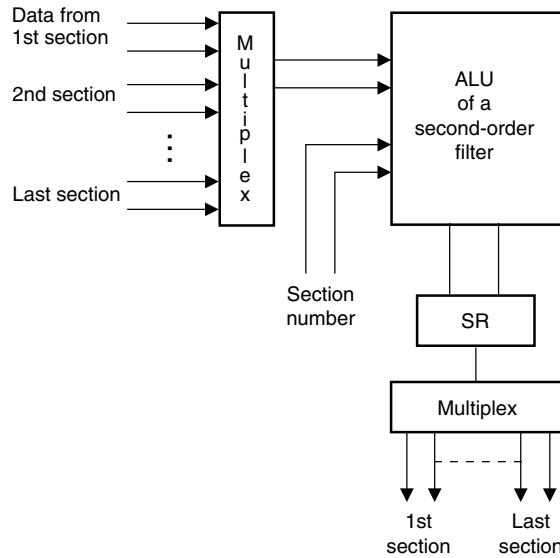 Data from
1st section
2nd section
Last section
Multiplex
ALU
of a
second-order
filter
Section
number
SR
Multiplex
1st
section
Last
section